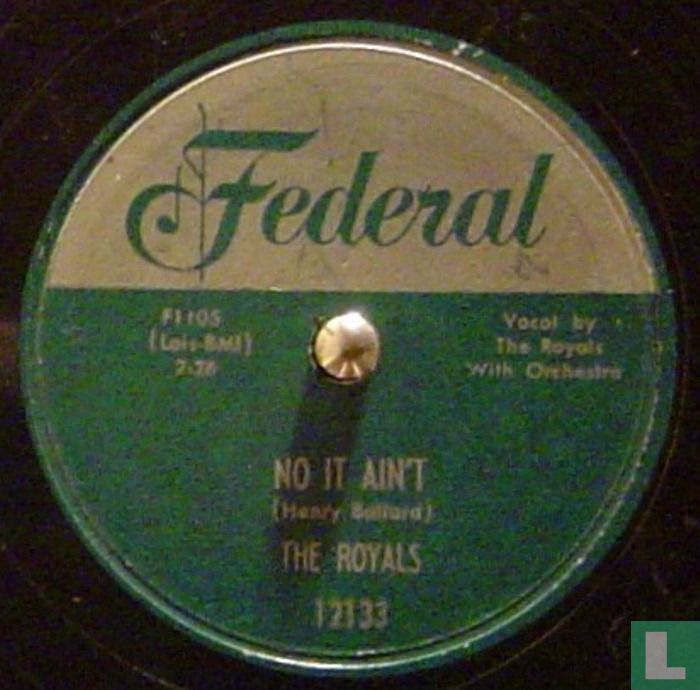 Federal
F1105
(Lois-BMI)
2:28
Vocal by
The Royals
With Orchestra
NO IT AIN'T
(Henry Ballard)
THE ROYALS
12133
L